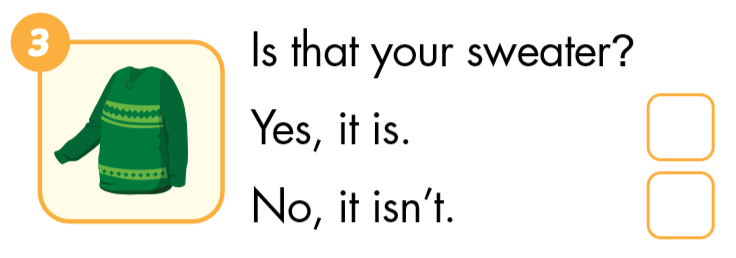 3
Is that your sweater?
Yes, it is.
No, it isn't.